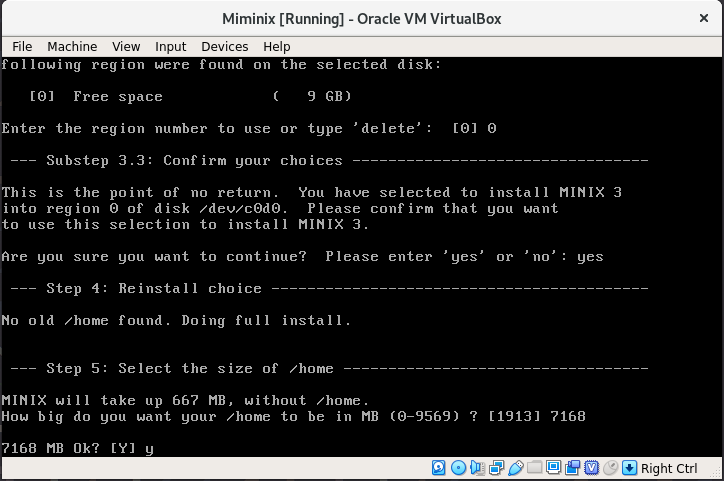 Miminix [Running] - Oracle VM VirtualBox
File Machine View Input Devices Help
following region were found on the selected disk:
[0] Free space ( 9 GB)
Enter the region number to use or type 'delete': [0] 0
--- Substep 3.3: Confirm your choices ---------------------------------
This is the point of no return. You have selected to install MINIX 3
into region 0 of disk /dev/c0d0. Please confirm that you want
to use this selection to install MINIX 3.
Are you sure you want to continue? Please enter 'yes' or 'no': yes
--- Step 4: Reinstall choice ------------------------------------------
No old /home found. Doing full install.
--- Step 5: Select the size of /home ----------------------------------
MINIX will take up 667 MB, without /home.
How big do you want your /home to be in MB (0-9569) ? [1913] 7168
7168 MB Ok? [Y] y
Right Ctrl